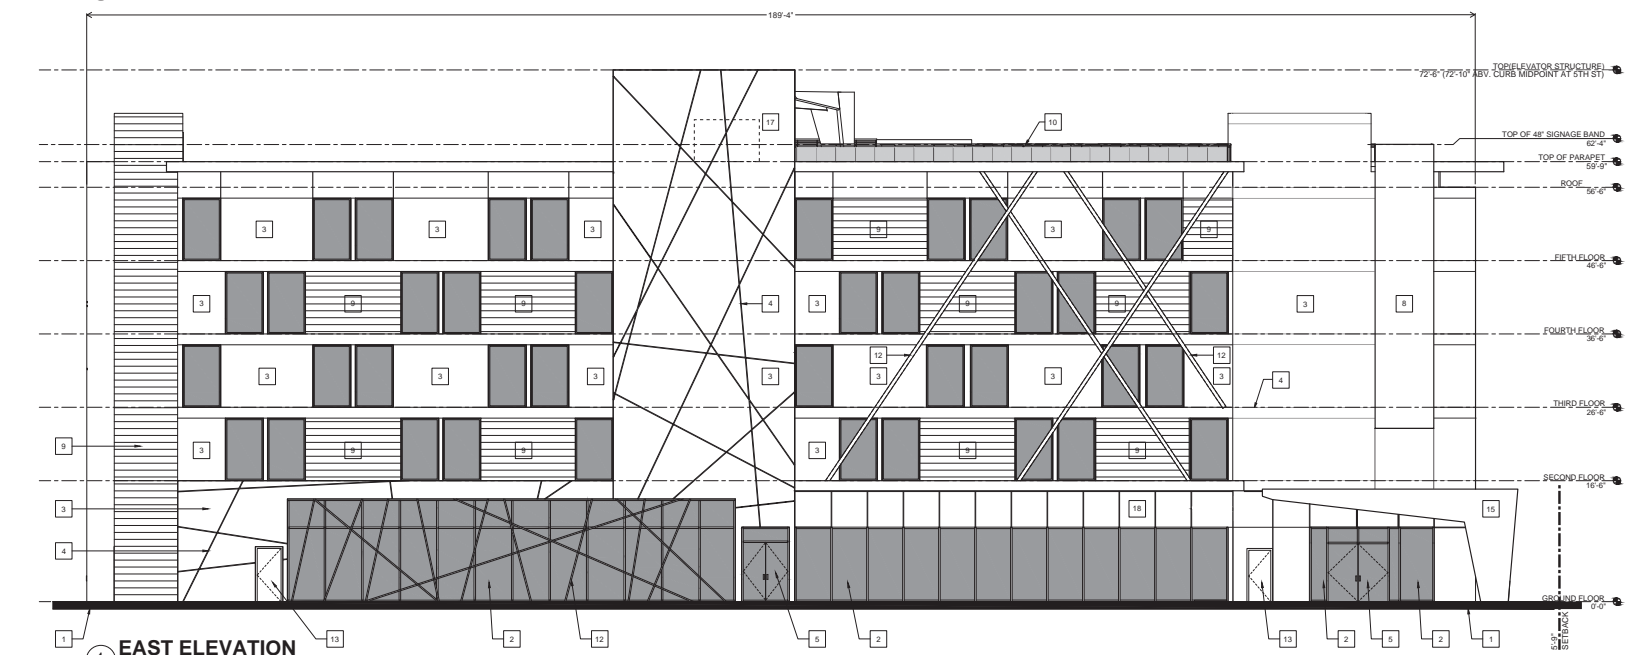 189'-4"
TOP(ELEVATOR STRUCTURE)
72'-6" (72'-10" ABV. CURB MIDPOINT AT 5TH ST)
17
10
TOP OF 48" SIGNAGE BAND
62'-4"
TOP OF PARAPET
59'-9"
ROOF
56'-6"
3 3 3 9 3 9
FIFTH FLOOR
46'-6"
3 9 9 4 3 9 9 3 8
FOURTH FLOOR
36'-6"
12 12
3 3 3 3 3 3 3
4
THIRD FLOOR
26'-6"
9 3 9 9 3 9 9
SECOND FLOOR
16'-6"
3 18 15
4
GROUND FLOOR
0'-0"
1 13 2 12 5 2 13 2 5 2 1
5'-9"
SETBACK
1
EAST ELEVATION